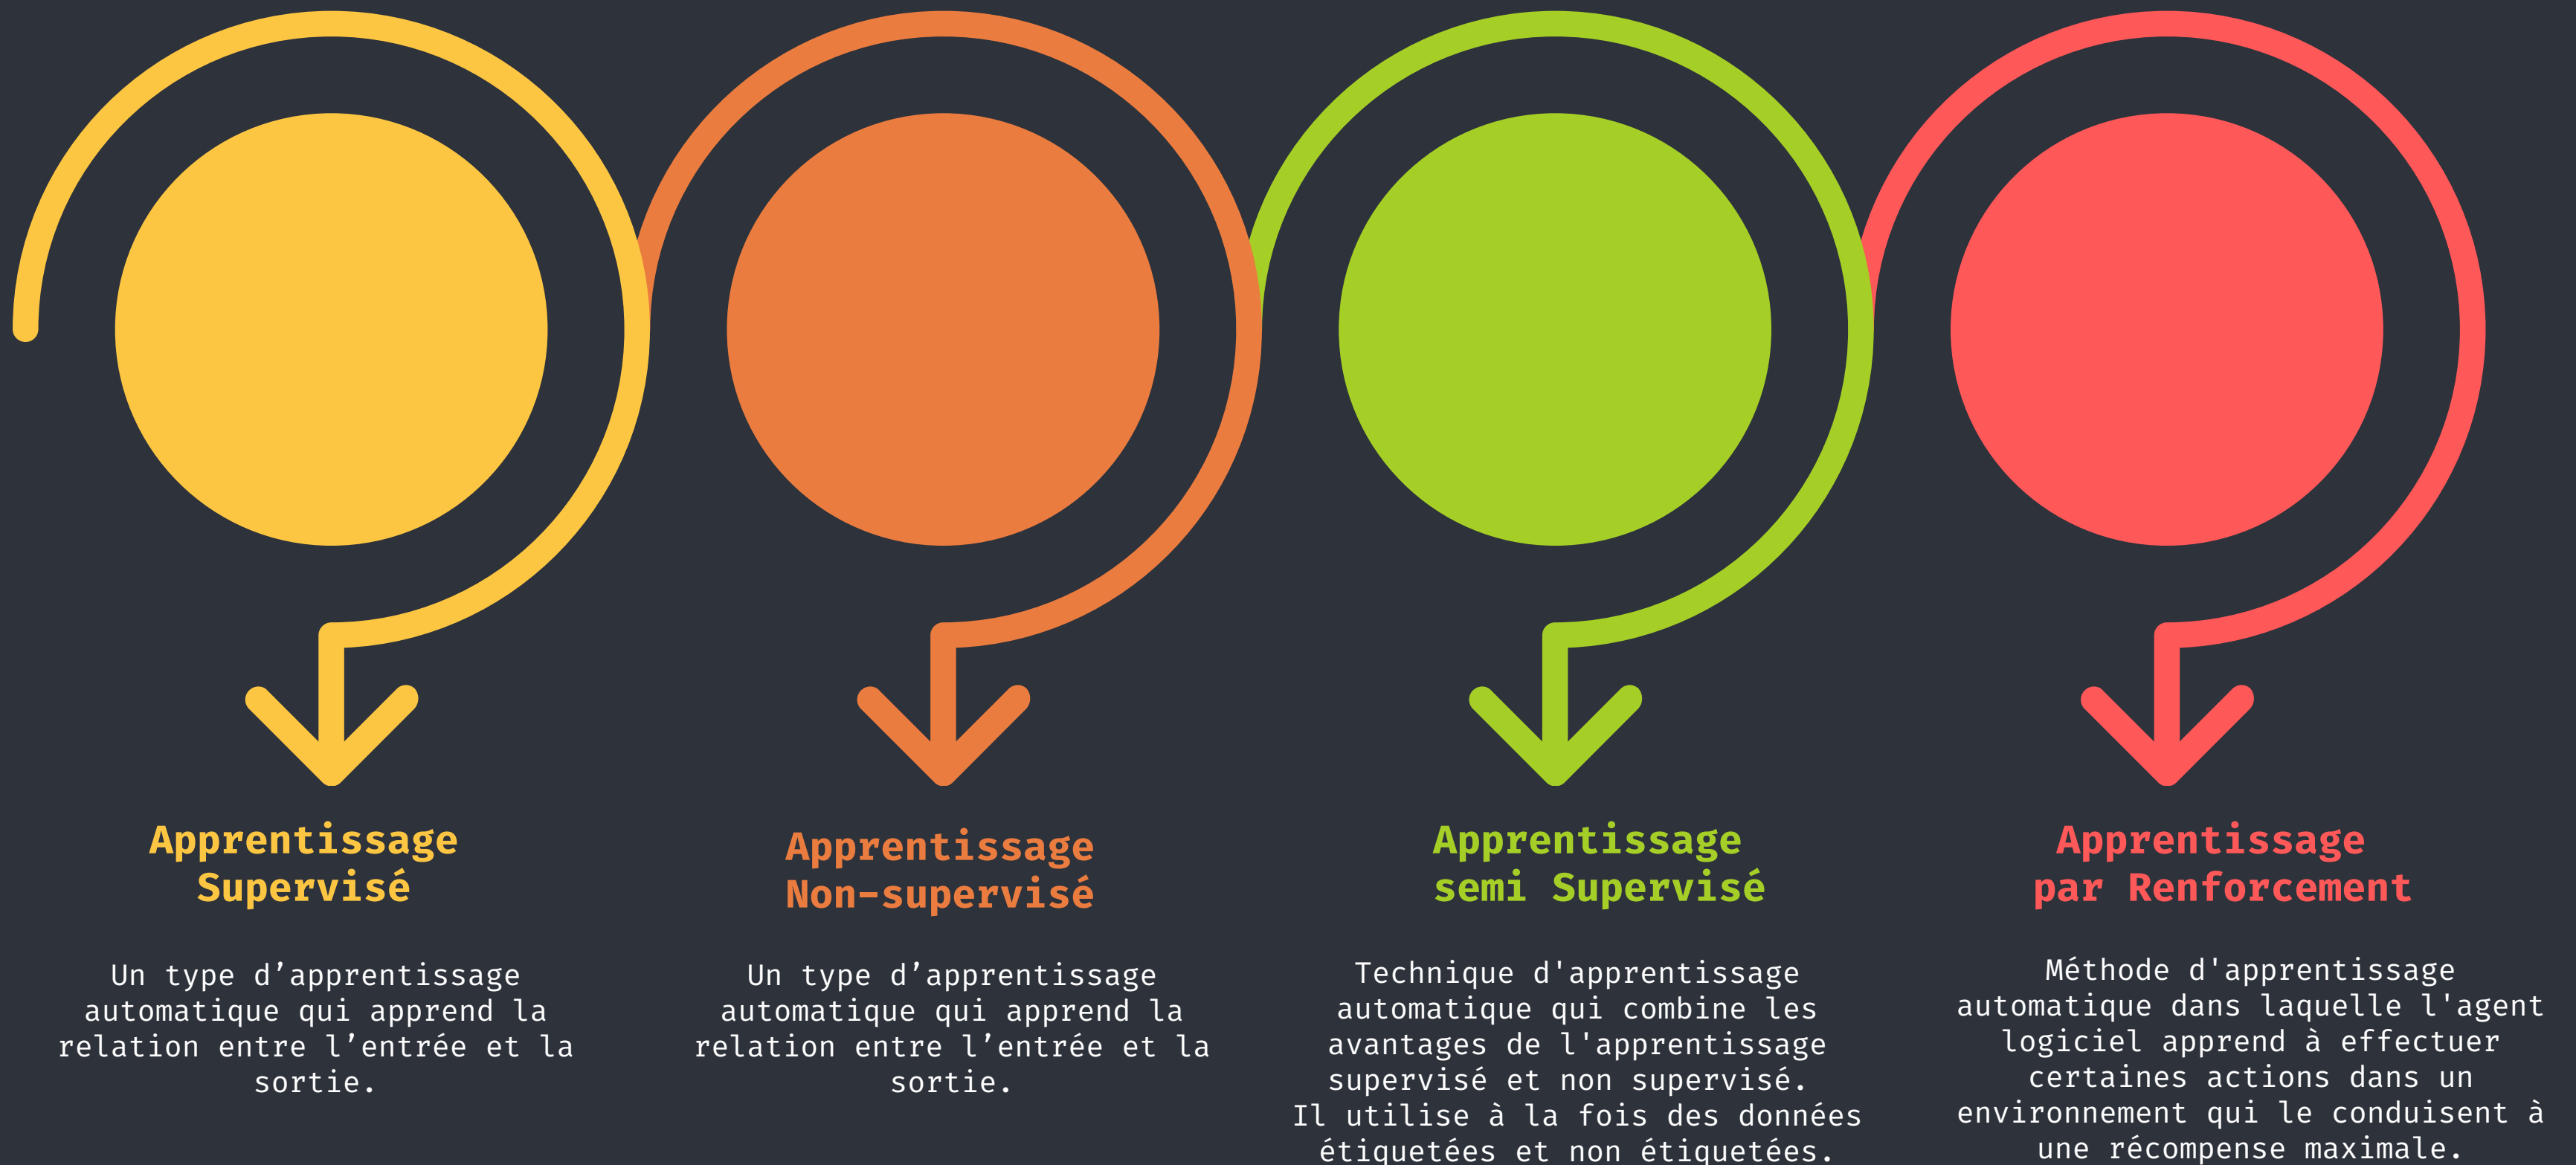 Apprentissage
Supervisé
Un type d’apprentissage
automatique qui apprend la
relation entre l’entrée et la
sortie.
Apprentissage
Non-supervisé
Un type d’apprentissage
automatique qui apprend la
relation entre l’entrée et la
sortie.
Apprentissage
semi Supervisé
Technique d'apprentissage
automatique qui combine les
avantages de l'apprentissage
supervisé et non supervisé.
Il utilise à la fois des données
étiquetées et non étiquetées.
Apprentissage
par Renforcement
Méthode d'apprentissage
automatique dans laquelle l'agent
logiciel apprend à effectuer
certaines actions dans un
environnement qui le conduisent à
une récompense maximale.